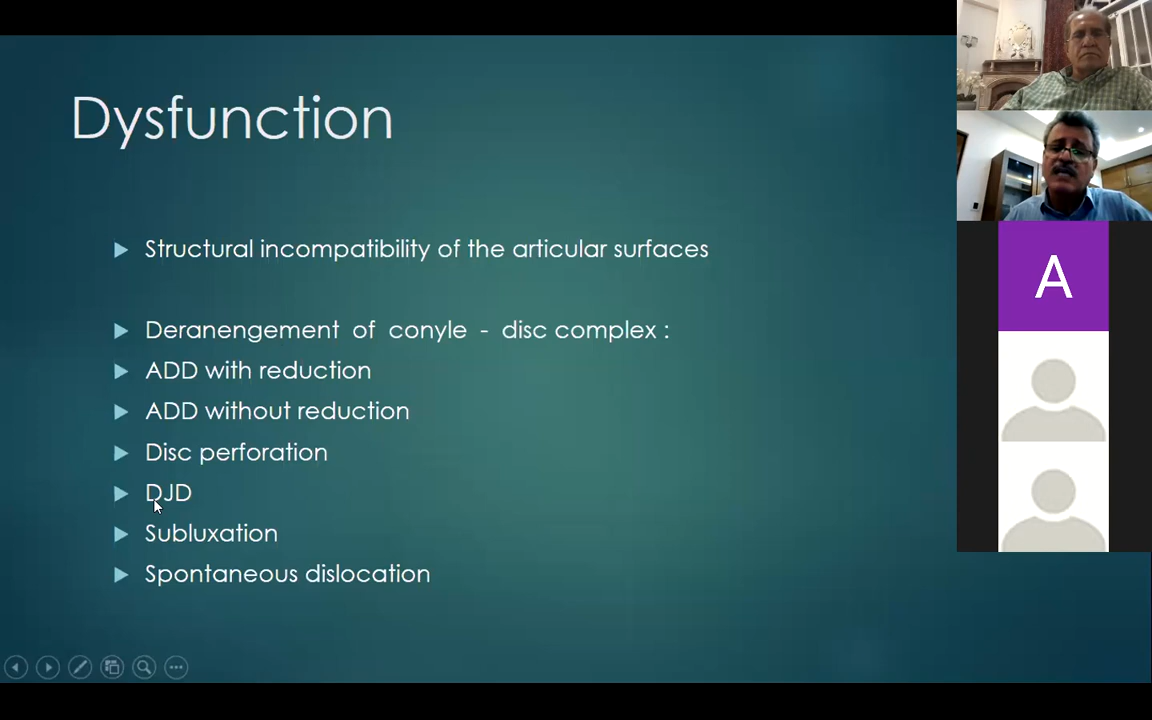 Dysfunction
Structural incompatibility of the articular surfaces
Deranengement of conyle - disc complex :
ADD with reduction
ADD without reduction
Disc perforation
DJD
Subluxation
Spontaneous dislocation
A